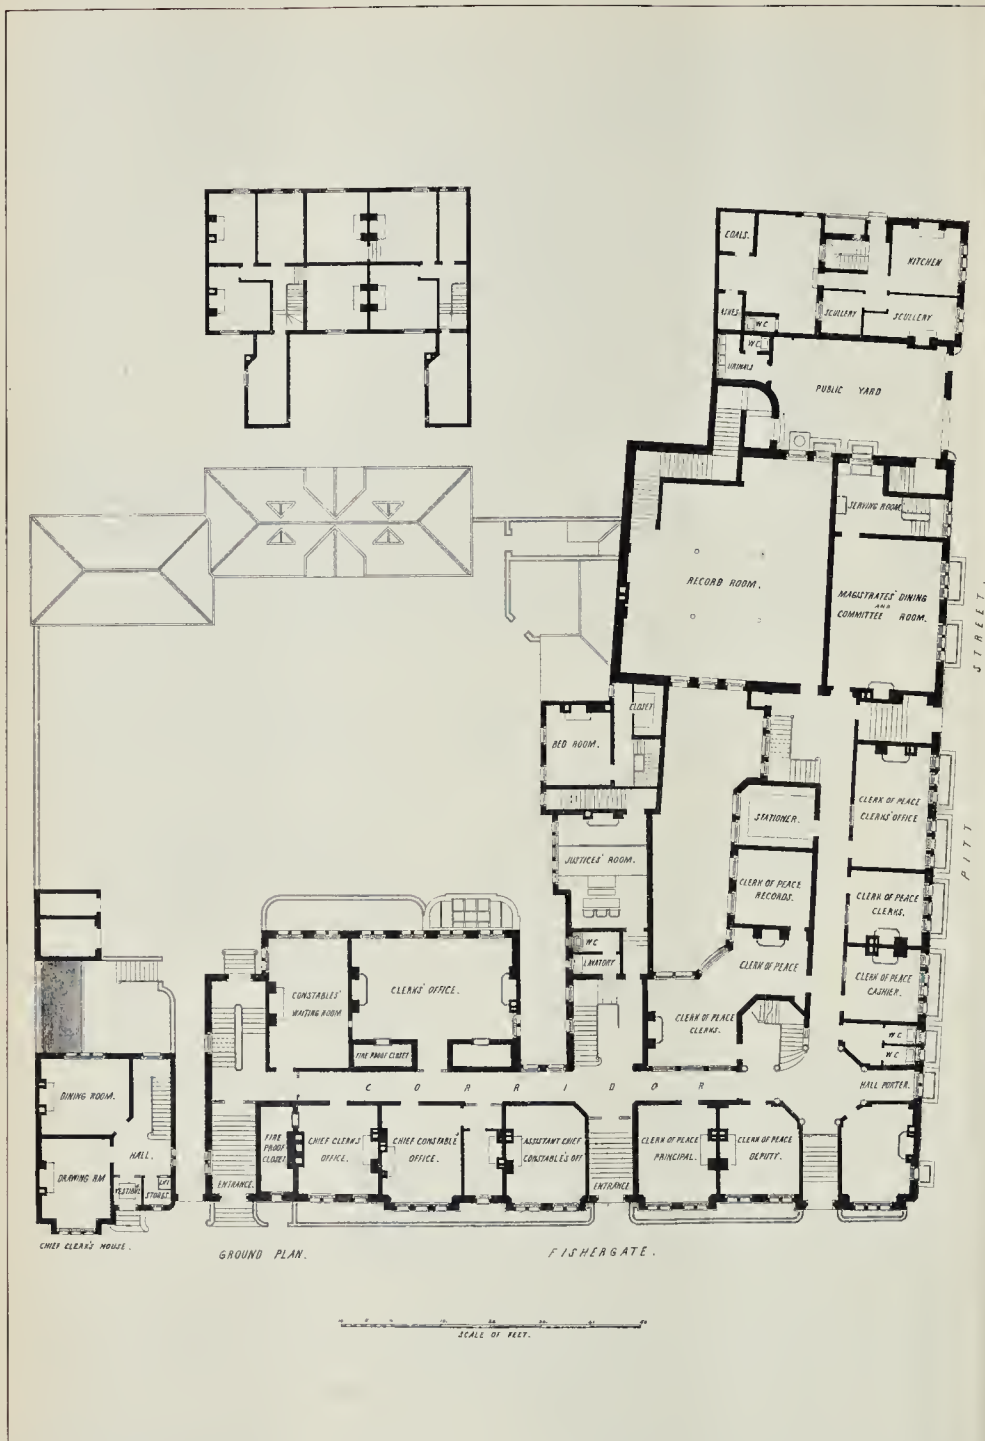 COALS.
KITCHEN
ASHES
W C
SCULLERY
SCULLERY
W C
URINALS
PUBLIC YARD
SERVING ROOM
RECORD ROOM.
MAGISTRATES' DINING
AND
COMMITTEE ROOM.
PITT STREET.
CLOSET
BED ROOM.
CLERK OF PEACE
CLERKS' OFFICE
STATIONER.
JUSTICES' ROOM.
CLERK OF PEACE
RECORDS.
CLERK OF PEACE
CLERKS.
W C
LAVATORY
CLERK OF PEACE
CLERK OF PEACE
CASHIER.
CONSTABLES'
WAITING ROOM
CLERKS' OFFICE.
CLERK OF PEACE
CLERKS.
FIRE PROOF CLOSET
W C
W C
CORRIDOR
HALL PORTER.
DINING ROOM.
HALL.
DRAWING RM
VESTIBULE
STORES
ENTRANCE.
FIRE
PROOF
CLOSET
CHIEF CLERKS
OFFICE.
CHIEF CONSTABLE'
OFFICE.
ASSISTANT CHIEF
CONSTABLE'S OFF
ENTRANCE
CLERK OF PEACE
PRINCIPAL.
CLERK OF PEACE
DEPUTY.
CHIEF CLERK'S HOUSE.
GROUND PLAN.
FISHERGATE.
SCALE OF FEET.